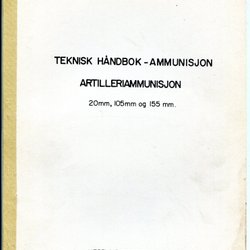 TEKNISK HÅNDBOK - AMMUNISJON
ARTILLERIAMMUNISJON
20mm, 105mm og 155 mm.